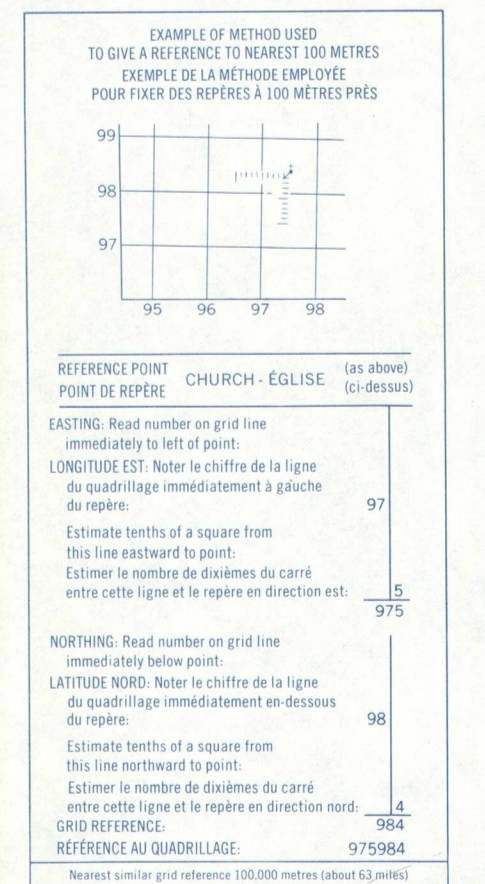 EXAMPLE OF METHOD USED
TO GIVE A REFERENCE TO NEAREST 100 METRES
EXEMPLE DE LA MÉTHODE EMPLOYÉE
POUR FIXER DES REPÈRES À 100 MÈTRES PRÈS
99
98
97
95 96 97 98
REFERENCE POINT
POINT DE REPÈRE
CHURCH - ÉGLISE
(as above)
(ci-dessus)
EASTING: Read number on grid line
immediately to left of point:
LONGITUDE EST: Noter le chiffre de la ligne
du quadrillage immédiatement à gauche
du repère: 97
Estimate tenths of a square from
this line eastward to point:
Estimer le nombre de dixièmes du carré
entre cette ligne et le repère en direction est: 5
975
NORTHING: Read number on grid line
immediately below point:
LATITUDE NORD: Noter le chiffre de la ligne
du quadrillage immédiatement en-dessous
du repère: 98
Estimate tenths of a square from
this line northward to point:
Estimer le nombre de dixièmes du carré
entre cette ligne et le repère en direction nord: 4
GRID REFERENCE: 984
RÉFÉRENCE AU QUADRILLAGE: 975984
Nearest similar grid reference 100,000 metres (about 63 miles)